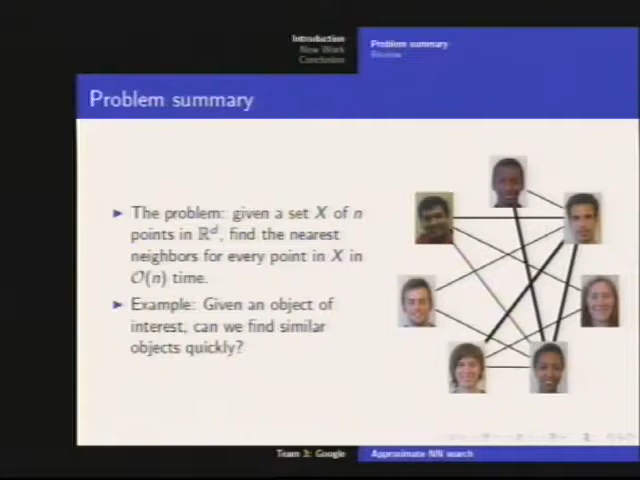 Introduction
New Work
Conclusion
Problem summary
Review
Problem summary
► The problem: given a set X of n
points in ℝᵈ, find the nearest
neighbors for every point in X in
O(n) time.
► Example: Given an object of
interest, can we find similar
objects quickly?
Team 3: Google
Approximate NN search